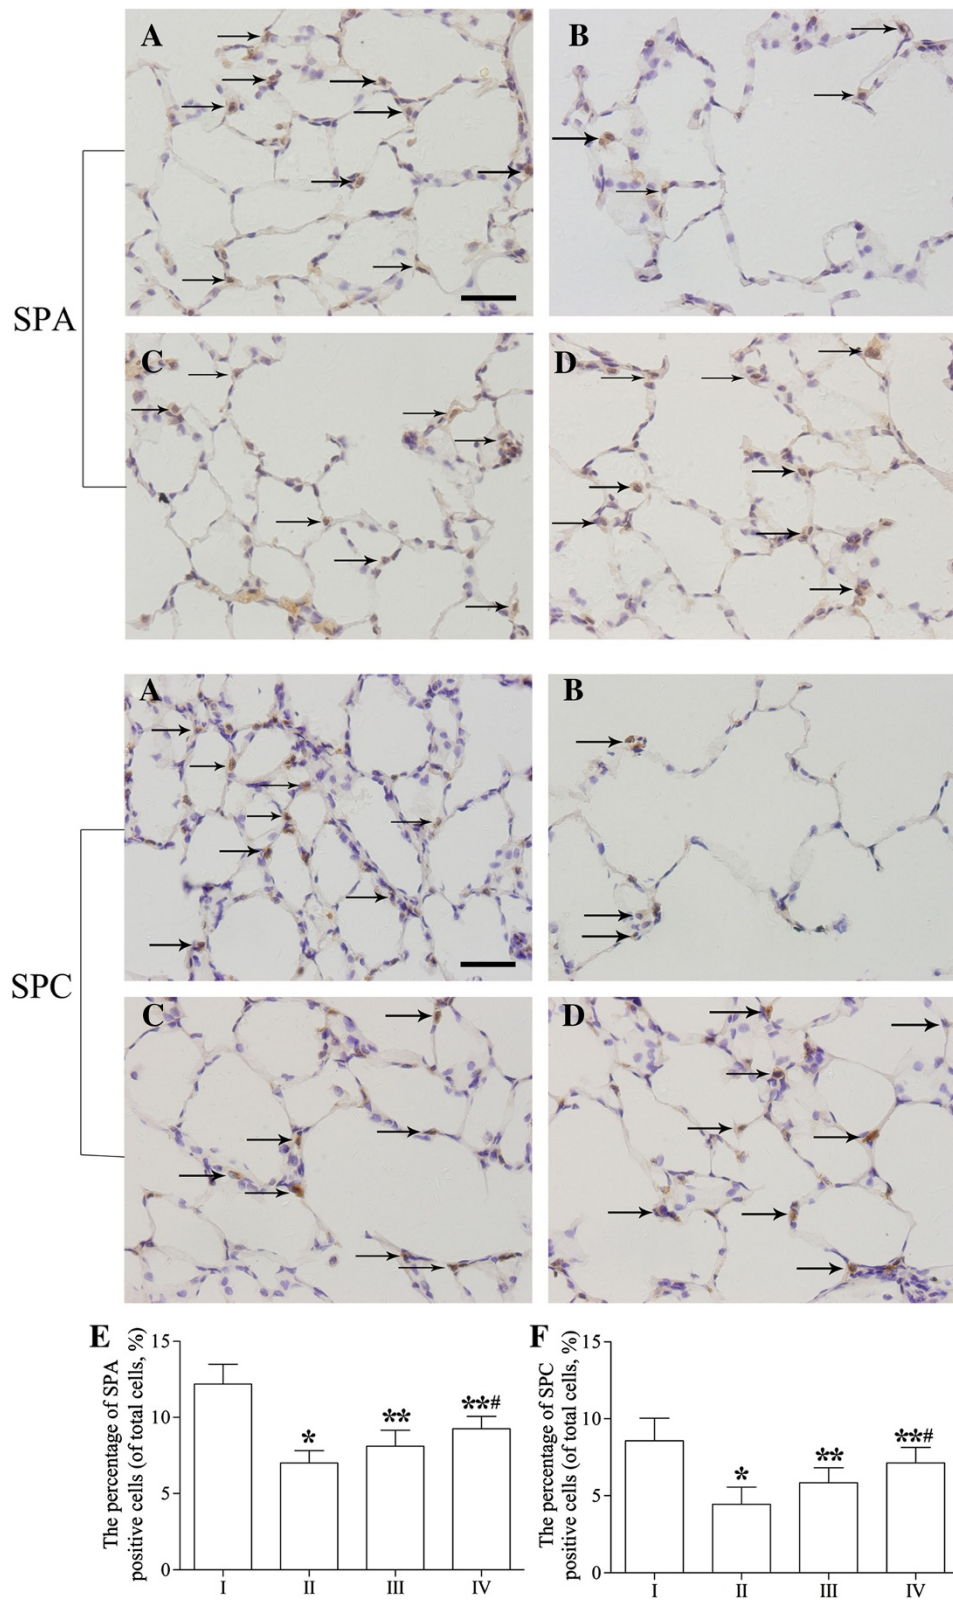 A
B
SPA
C
D
A
B
SPC
C
D
E
The percentage of SPA
positive cells (of total cells, %)
15
10
5
0
*
**
**#
I
II
III
IV
F
The percentage of SPC
positive cells (of total cells, %)
15
10
5
0
*
**
**#
I
II
III
IV